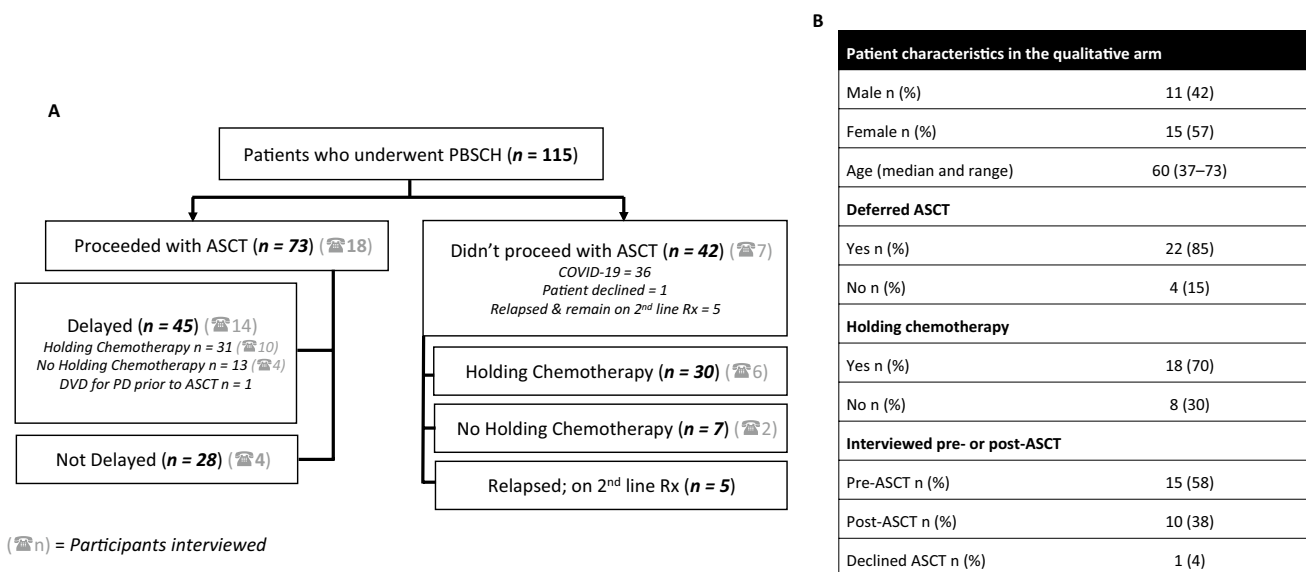 A
Patients who underwent PBSCH (n = 115)
Proceeded with ASCT (n = 73) (☎18)
Delayed (n = 45) (☎14)
Holding Chemotherapy n = 31 (☎10)
No Holding Chemotherapy n = 13 (☎4)
DVD for PD prior to ASCT n = 1
Not Delayed (n = 28) (☎4)
Didn’t proceed with ASCT (n = 42) (☎7)
COVID-19 = 36
Patient declined = 1
Relapsed & remain on 2nd line Rx = 5
Holding Chemotherapy (n = 30) (☎6)
No Holding Chemotherapy (n = 7) (☎2)
Relapsed; on 2nd line Rx (n = 5)
(☎n) = Participants interviewed
B
Patient characteristics in the qualitative arm
Male n (%) 11 (42)
Female n (%) 15 (57)
Age (median and range) 60 (37–73)
Deferred ASCT
Yes n (%) 22 (85)
No n (%) 4 (15)
Holding chemotherapy
Yes n (%) 18 (70)
No n (%) 8 (30)
Interviewed pre- or post-ASCT
Pre-ASCT n (%) 15 (58)
Post-ASCT n (%) 10 (38)
Declined ASCT n (%) 1 (4)